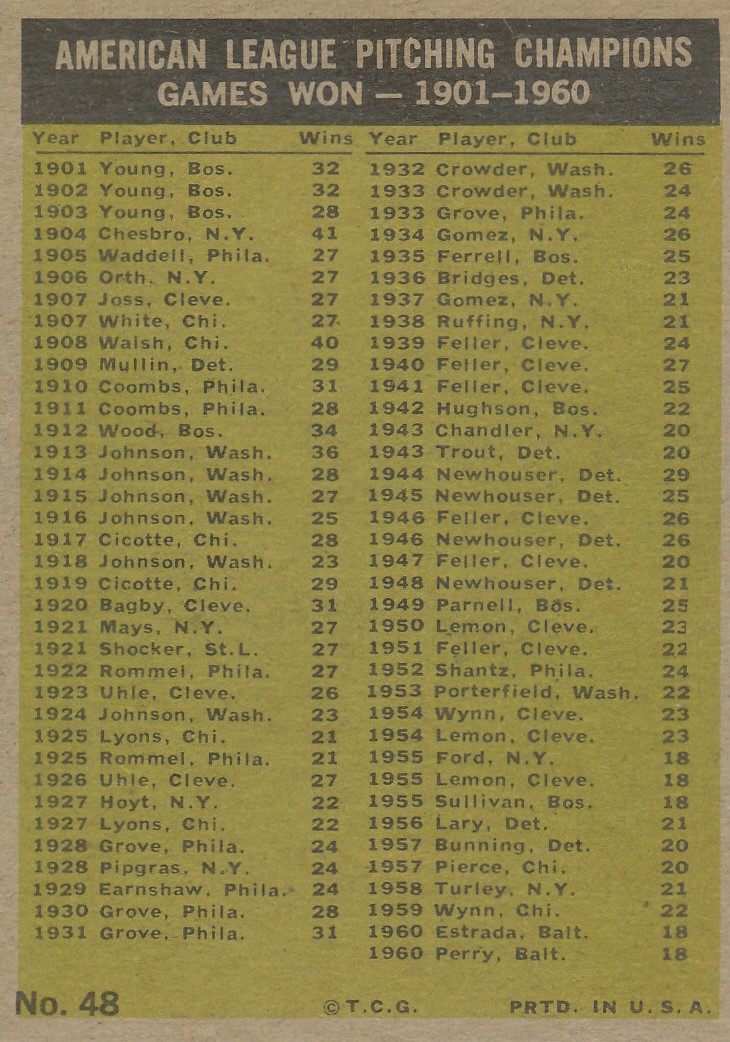 AMERICAN LEAGUE PITCHING CHAMPIONS
GAMES WON — 1901-1960
Year Player, Club Wins
1901 Young, Bos. 32
1902 Young, Bos. 32
1903 Young, Bos. 28
1904 Chesbro, N.Y. 41
1905 Waddell, Phila. 27
1906 Orth, N.Y. 27
1907 Joss, Cleve. 27
1907 White, Chi. 27
1908 Walsh, Chi. 40
1909 Mullin, Det. 29
1910 Coombs, Phila. 31
1911 Coombs, Phila. 28
1912 Wood, Bos. 34
1913 Johnson, Wash. 36
1914 Johnson, Wash. 28
1915 Johnson, Wash. 27
1916 Johnson, Wash. 25
1917 Cicotte, Chi. 28
1918 Johnson, Wash. 23
1919 Cicotte, Chi. 29
1920 Bagby, Cleve. 31
1921 Mays, N.Y. 27
1921 Shocker, St.L. 27
1922 Rommel, Phila. 27
1923 Uhle, Cleve. 26
1924 Johnson, Wash. 23
1925 Lyons, Chi. 21
1925 Rommel, Phila. 21
1926 Uhle, Cleve. 27
1927 Hoyt, N.Y. 22
1927 Lyons, Chi. 22
1928 Grove, Phila. 24
1928 Pipgras, N.Y. 24
1929 Earnshaw, Phila. 24
1930 Grove, Phila. 28
1931 Grove, Phila. 31
Year Player, Club Wins
1932 Crowder, Wash. 26
1933 Crowder, Wash. 24
1933 Grove, Phila. 24
1934 Gomez, N.Y. 26
1935 Ferrell, Bos. 25
1936 Bridges, Det. 23
1937 Gomez, N.Y. 21
1938 Ruffing, N.Y. 21
1939 Feller, Cleve. 24
1940 Feller, Cleve. 27
1941 Feller, Cleve. 25
1942 Hughson, Bos. 22
1943 Chandler, N.Y. 20
1943 Trout, Det. 20
1944 Newhouser, Det. 29
1945 Newhouser, Det. 25
1946 Feller, Cleve. 26
1946 Newhouser, Det. 26
1947 Feller, Cleve. 20
1948 Newhouser, Det. 21
1949 Parnell, Bos. 25
1950 Lemon, Cleve. 23
1951 Feller, Cleve. 22
1952 Shantz, Phila. 24
1953 Porterfield, Wash. 22
1954 Wynn, Cleve. 23
1954 Lemon, Cleve. 23
1955 Ford, N.Y. 18
1955 Lemon, Cleve. 18
1955 Sullivan, Bos. 18
1956 Lary, Det. 21
1957 Bunning, Det. 20
1957 Pierce, Chi. 20
1958 Turley, N.Y. 21
1959 Wynn, Chi. 22
1960 Estrada, Balt. 18
1960 Perry, Balt. 18
No. 48 © T.C.G. PRTD. IN U.S.A.